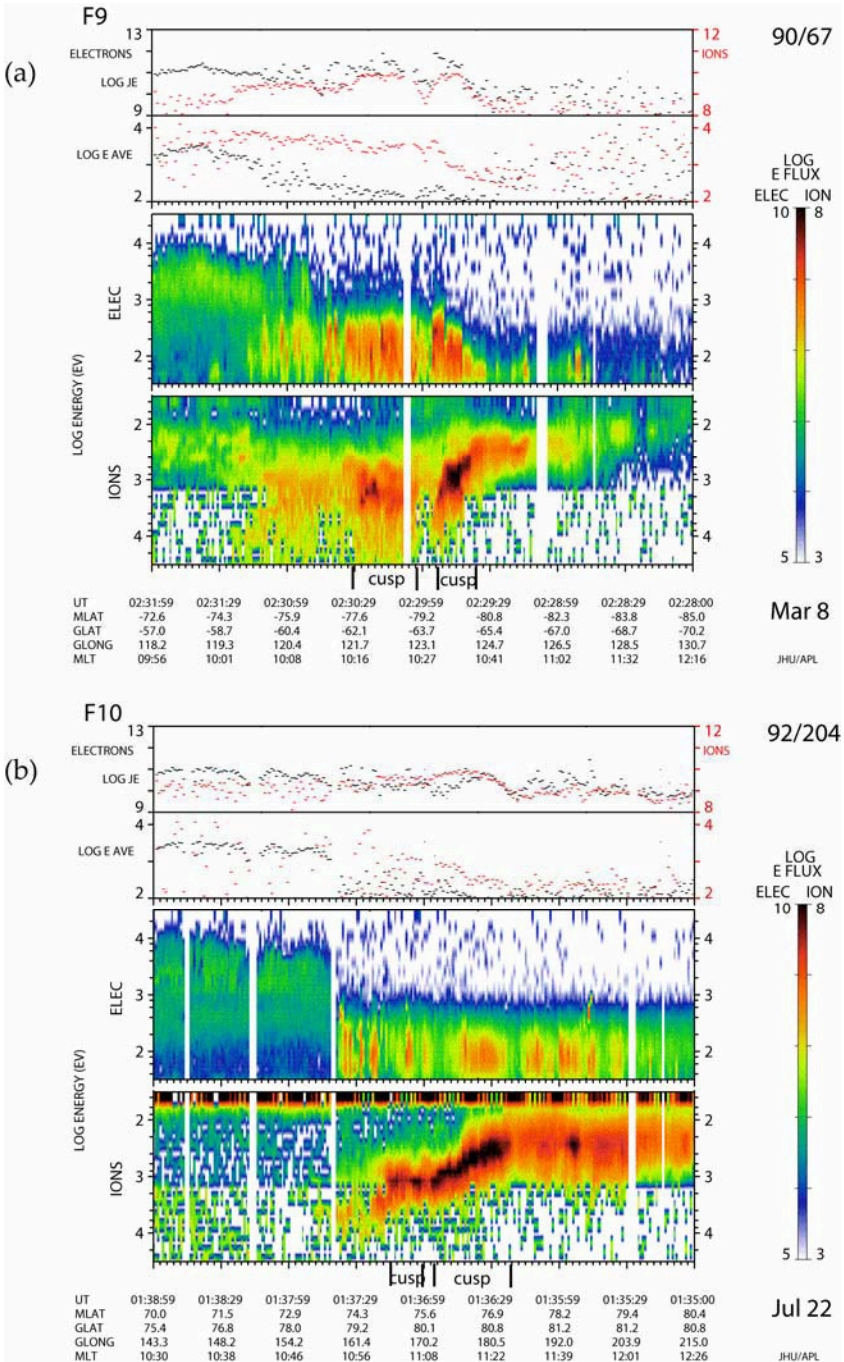 F9
90/67
(a)
13
12
ELECTRONS
IONS
LOG JE
9
8
4
4
LOG E AVE
2
2
LOG
E FLUX
ELEC ION
10 8
5 3
4
3
2
ELEC
LOG ENERGY (EV)
2
3
4
IONS
cusp
cusp
UT 02:31:59 02:31:29 02:30:59 02:30:29 02:29:59 02:29:29 02:28:59 02:28:29 02:28:00
MLAT -72.6 -74.3 -75.9 -77.6 -79.2 -80.8 -82.3 -83.8 -85.0
GLAT -57.0 -58.7 -60.4 -62.1 -63.7 -65.4 -67.0 -68.7 -70.2
GLONG 118.2 119.3 120.4 121.7 123.1 124.7 126.5 128.5 130.7
MLT 09:56 10:01 10:08 10:16 10:27 10:41 11:02 11:32 12:16
Mar 8
JHU/APL
F10
92/204
(b)
13
12
ELECTRONS
IONS
LOG JE
9
8
4
4
LOG E AVE
2
2
LOG
E FLUX
ELEC ION
10 8
5 3
4
3
2
ELEC
LOG ENERGY (EV)
2
3
4
IONS
cusp
cusp
UT 01:38:59 01:38:29 01:37:59 01:37:29 01:36:59 01:36:29 01:35:59 01:35:29 01:35:00
MLAT 70.0 71.5 72.9 74.3 75.6 76.9 78.2 79.4 80.4
GLAT 75.4 76.8 78.0 79.2 80.1 80.8 81.2 81.2 80.8
GLONG 143.3 148.2 154.2 161.4 170.2 180.5 192.0 203.9 215.0
MLT 10:30 10:38 10:46 10:56 11:08 11:22 11:39 12:01 12:26
Jul 22
JHU/APL